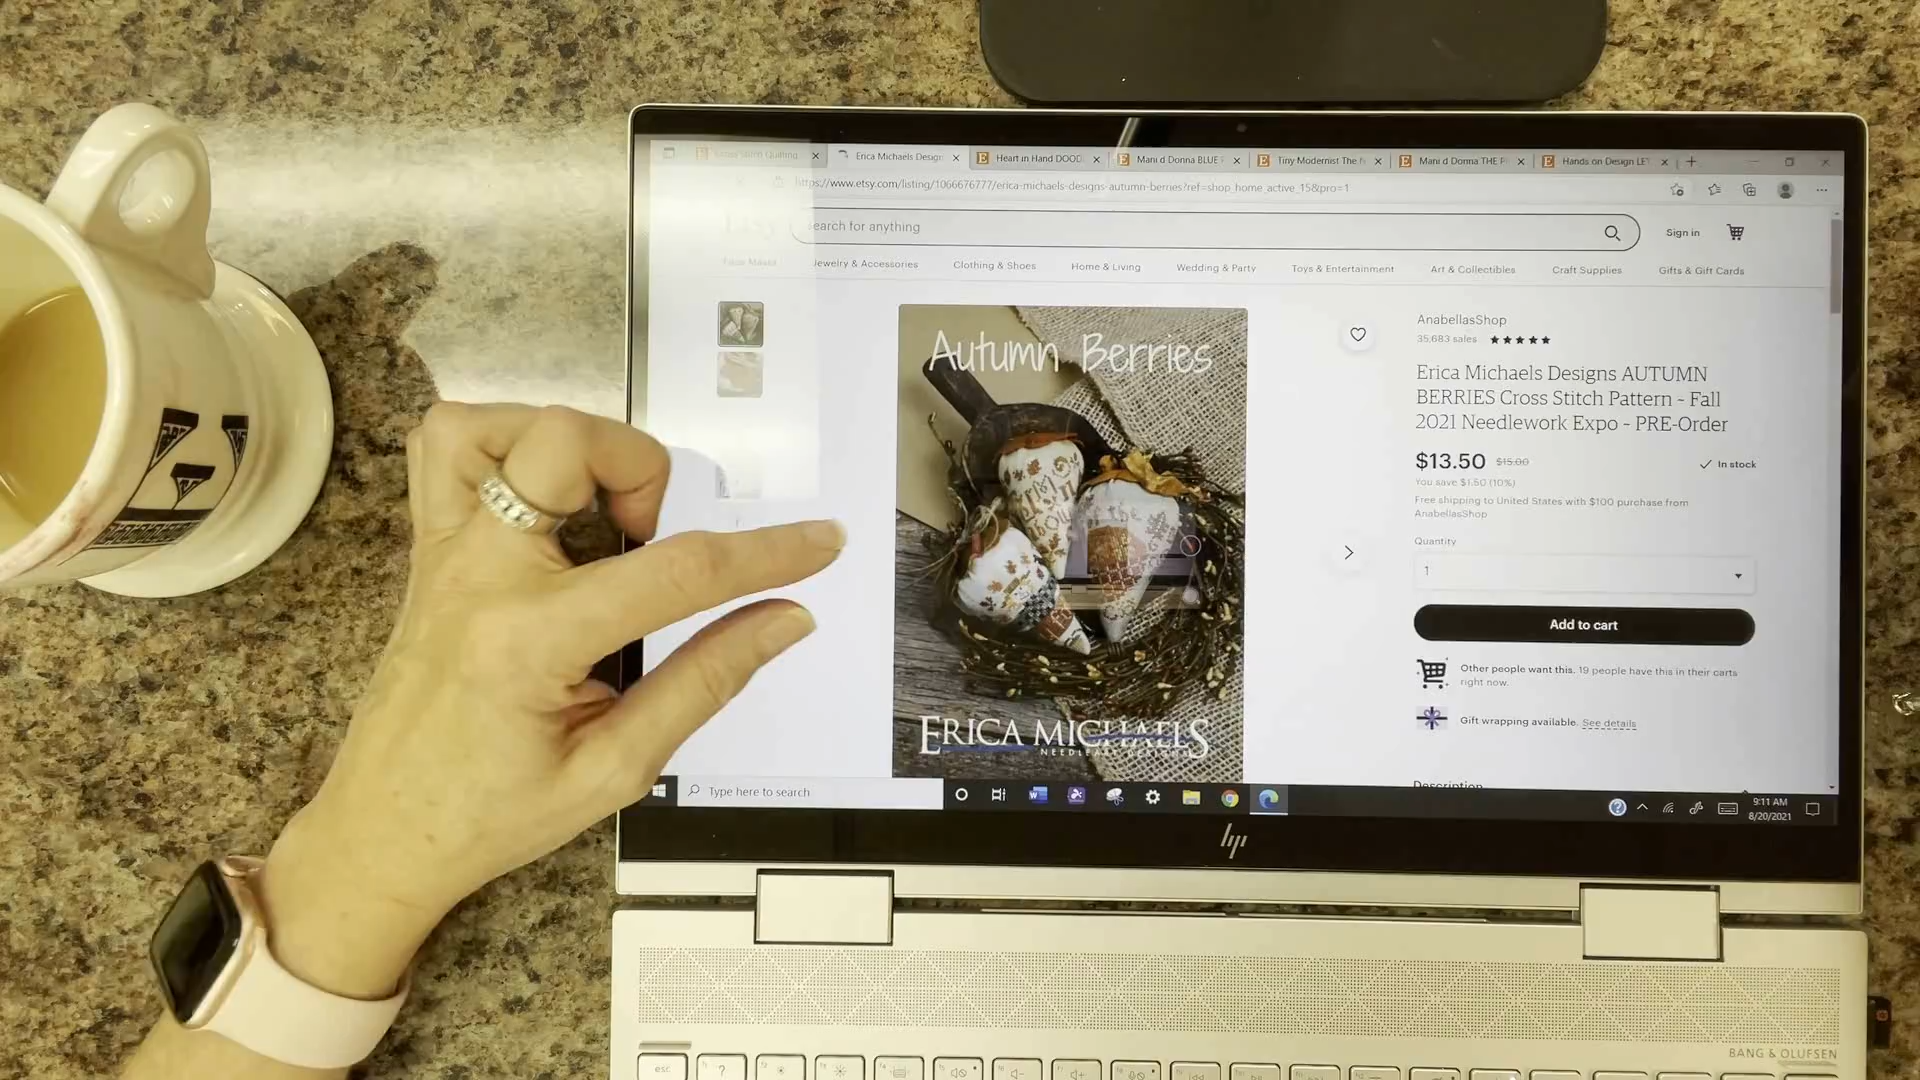 Erica Michaels Design
Heart in Hand DOOD
Mani d Donna BLUE
Tiny Modernist The
Mani d Donna THE
Hands on Design LE
https://www.etsy.com/listing/1066676777/erica-michaels-designs-autumn-berries?ref=shop_home_active_15&pro=1
Etsy
earch for anything
Sign in
Jewelry & Accessories
Clothing & Shoes
Home & Living
Wedding & Party
Toys & Entertainment
Art & Collectibles
Craft Supplies
Gifts & Gift Cards
Autumn Berries
ERICA MICHAELS
AnabellasShop
35,683 sales
Erica Michaels Designs AUTUMN
BERRIES Cross Stitch Pattern - Fall
2021 Needlework Expo - PRE-Order
$13.50 $15.00
In stock
You save $1.50 (10%)
Free shipping to United States with $100 purchase from
AnabellasShop
Quantity
1
Add to cart
Other people want this. 19 people have this in their carts
right now.
Gift wrapping available. See details
Description
Type here to search
9:11 AM
8/20/2021
hp
BANG & OLUFSEN
esc